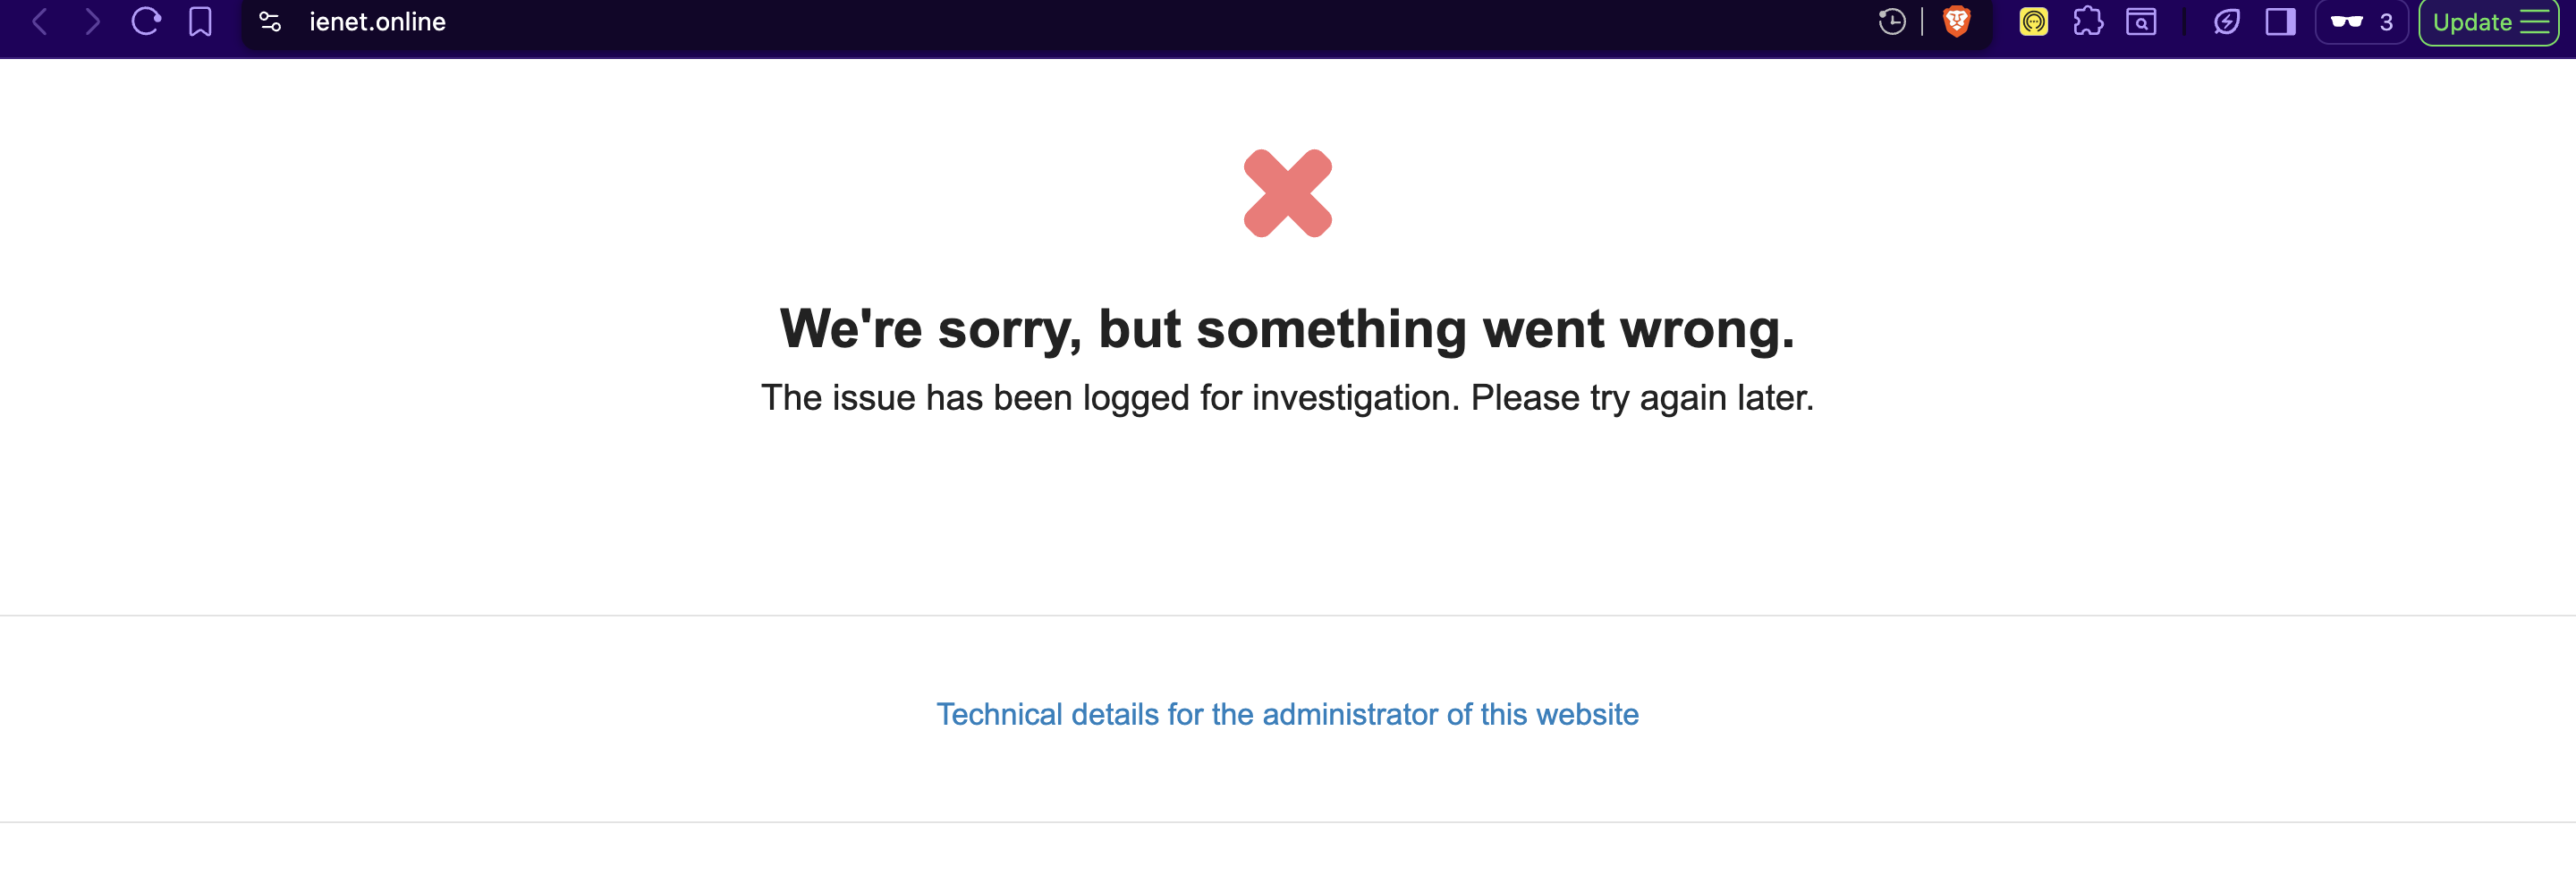 ienet.online
3
Update
We're sorry, but something went wrong.
The issue has been logged for investigation. Please try again later.
Technical details for the administrator of this website